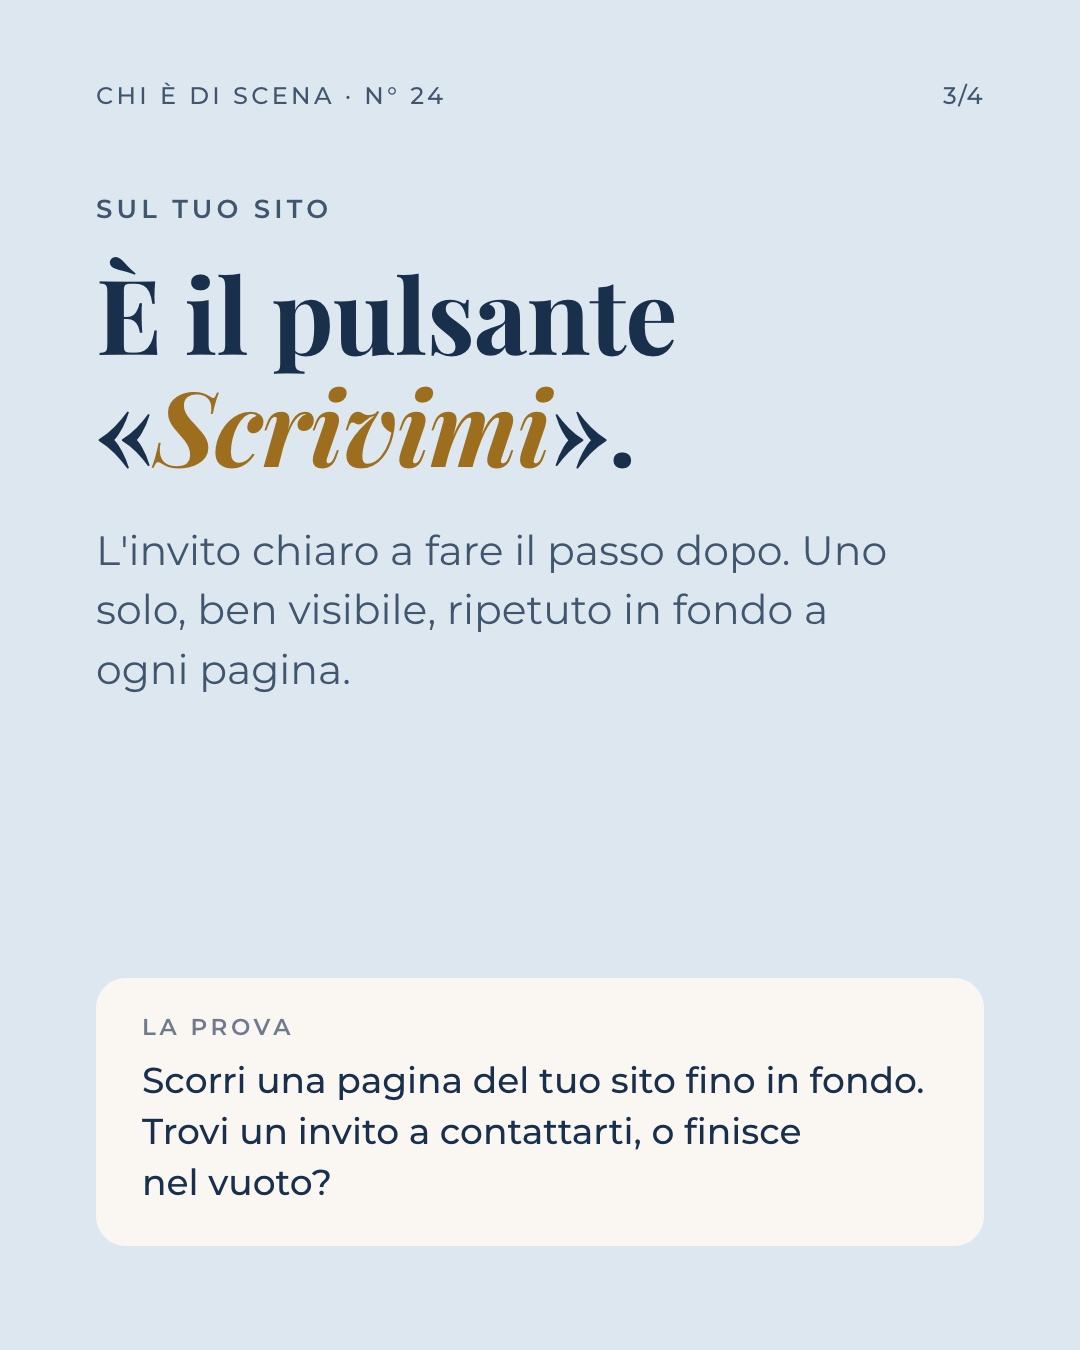 CHI È DI SCENA · N° 24
3/4
SUL TUO SITO
È il pulsante
«Scrivimi».
L'invito chiaro a fare il passo dopo. Uno
solo, ben visibile, ripetuto in fondo a
ogni pagina.
LA PROVA
Scorri una pagina del tuo sito fino in fondo.
Trovi un invito a contattarti, o finisce
nel vuoto?